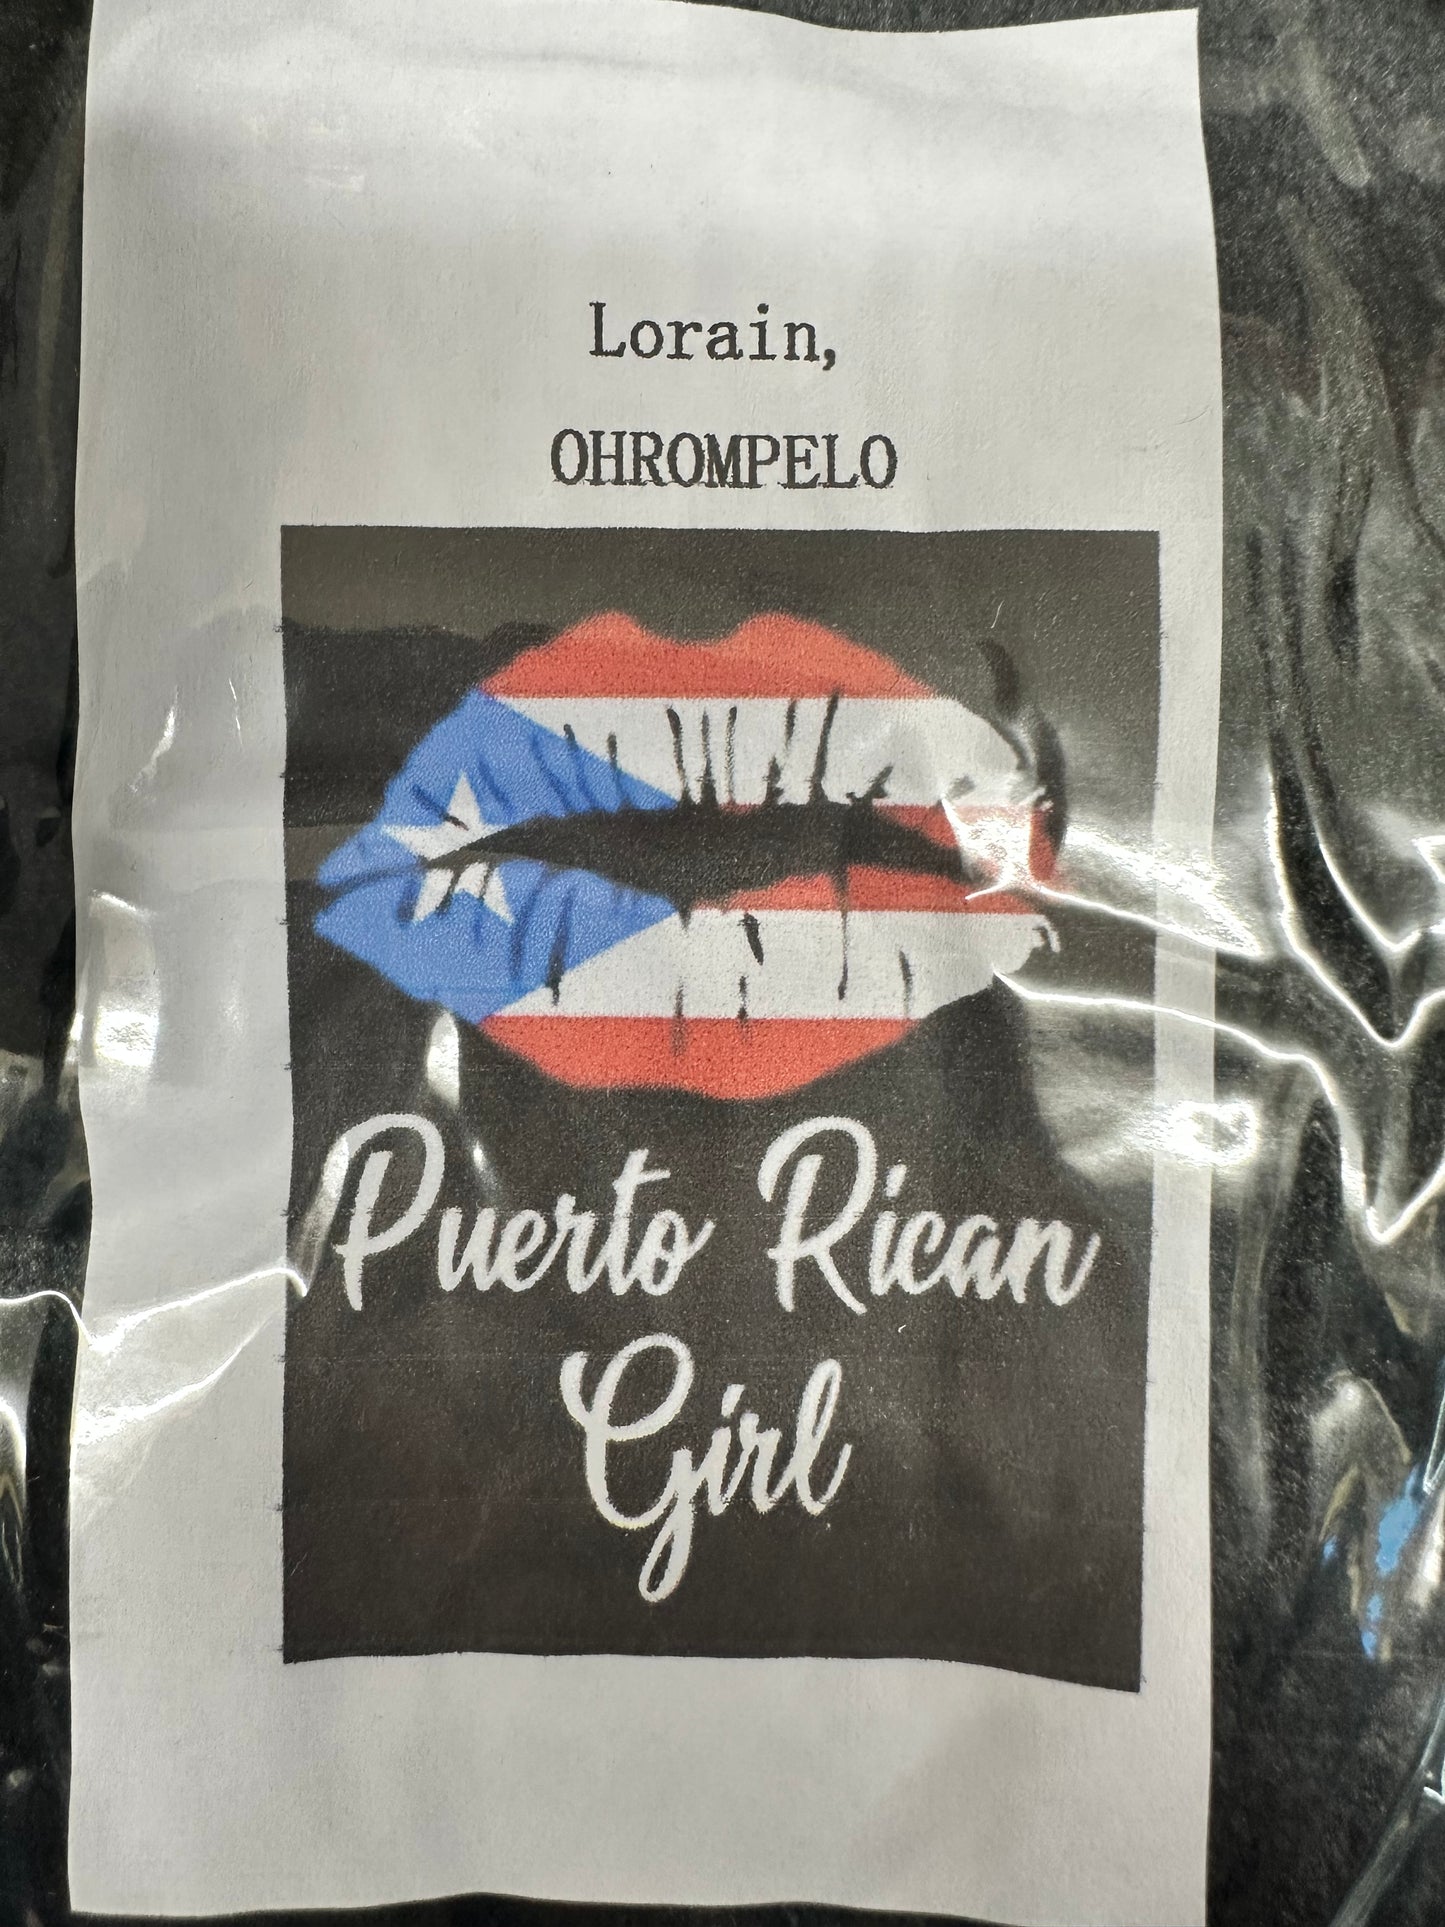 Lorain,
OHROMPELO
Puerto Rican
Girl